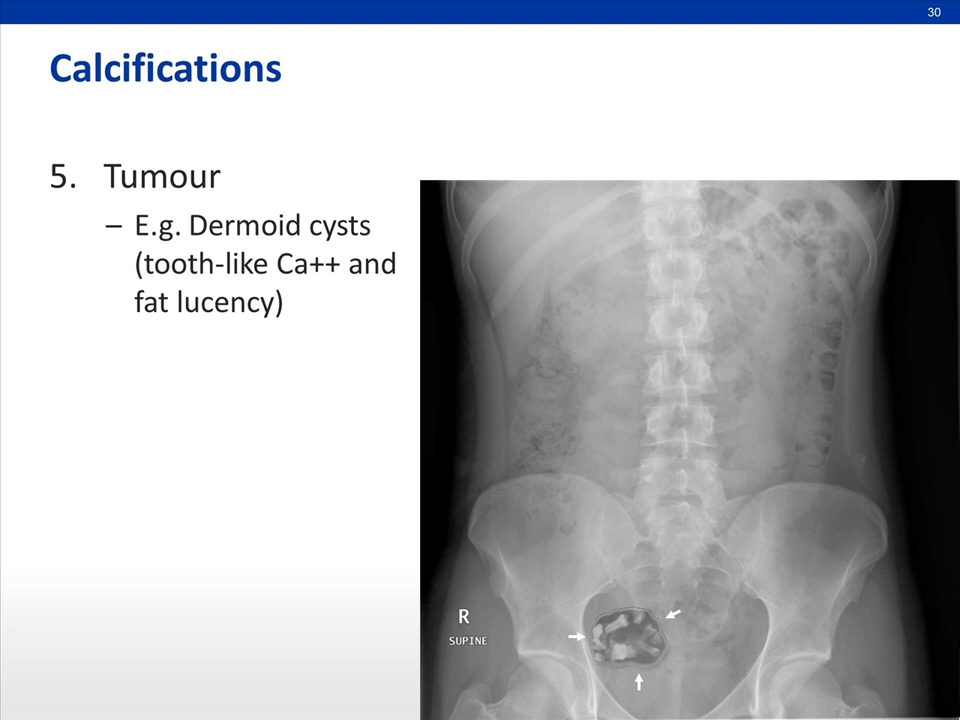 30
Calcifications
5. Tumour
– E.g. Dermoid cysts
(tooth-like Ca++ and
fat lucency)
R
SUPINE